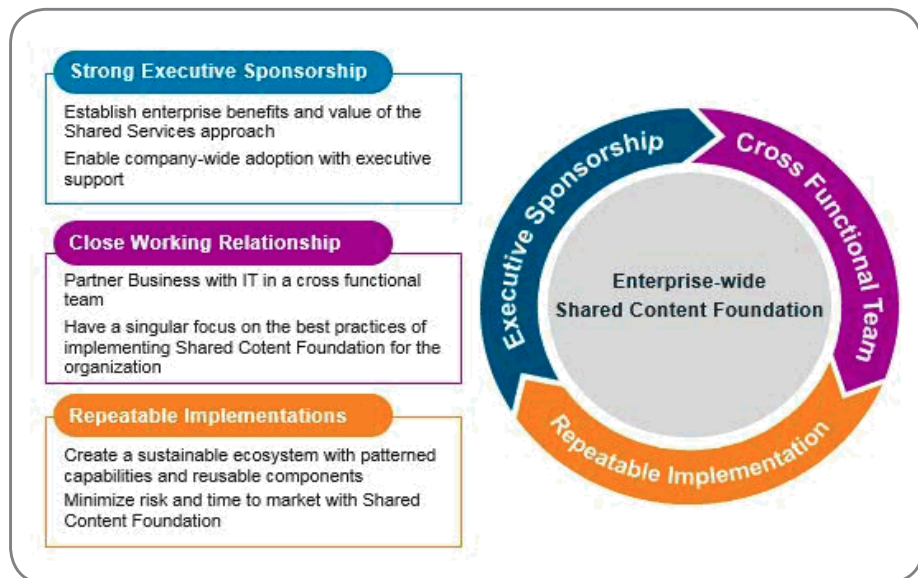 Strong Executive Sponsorship
Establish enterprise benefits and value of the
Shared Services approach
Enable company-wide adoption with executive
support
Close Working Relationship
Partner Business with IT in a cross functional
team
Have a singular focus on the best practices of
implementing Shared Cotent Foundation for the
organization
Repeatable Implementations
Create a sustainable ecosystem with patterned
capabilities and reusable components
Minimize risk and time to market with Shared
Content Foundation
Executive Sponsorship
Cross Functional Team
Repeatable Implementation
Enterprise-wide
Shared Content Foundation